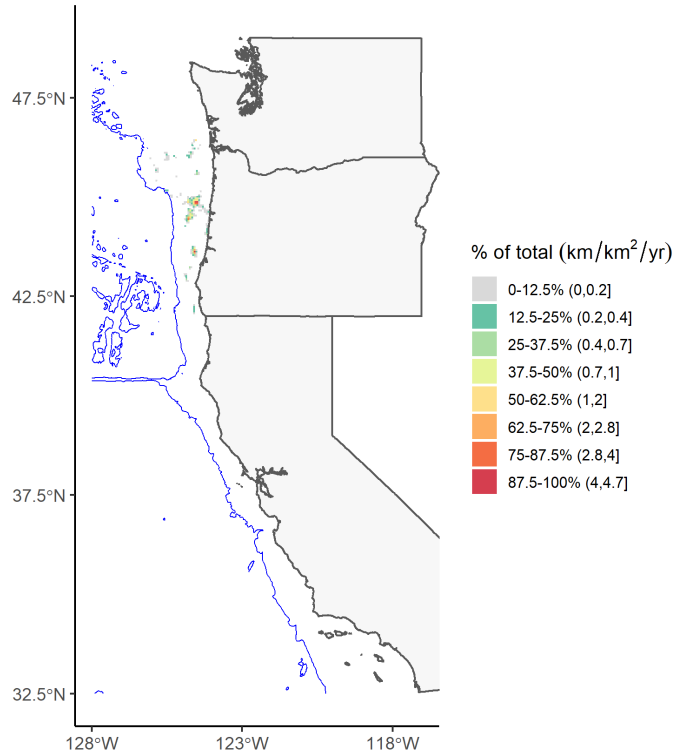 47.5°N
42.5°N
37.5°N
32.5°N
128°W
123°W
118°W
% of total (km/km²/yr)
0-12.5% (0,0.2]
12.5-25% (0.2,0.4]
25-37.5% (0.4,0.7]
37.5-50% (0.7,1]
50-62.5% (1,2]
62.5-75% (2,2.8]
75-87.5% (2.8,4]
87.5-100% (4,4.7]